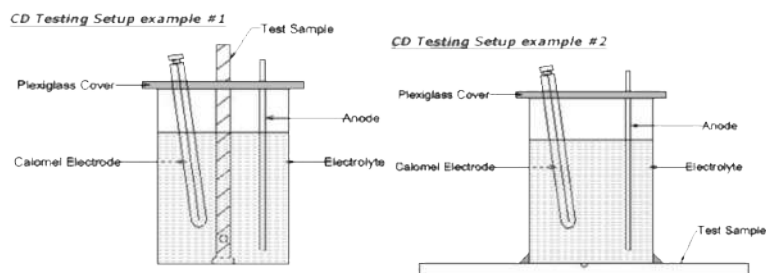 CD Testing Setup example #1
Test Sample
Plexiglass Cover
Anode
Calomel Electrode
Electrolyte
CD Testing Setup example #2
Plexiglass Cover
Anode
Calomel Electrode
Electrolyte
Test Sample